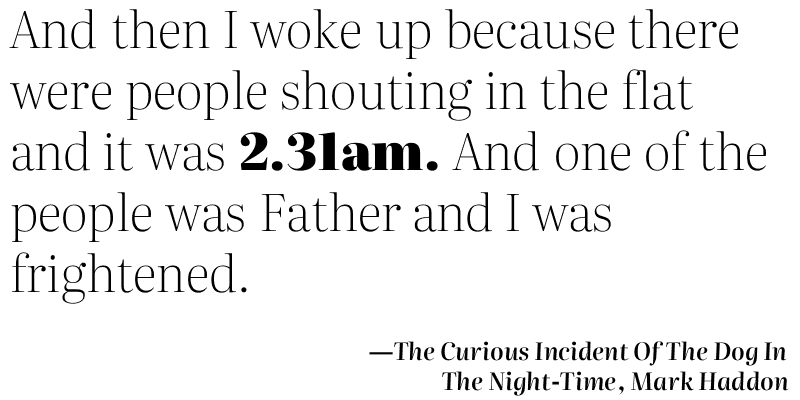 And then I woke up because there
were people shouting in the flat
and it was 2.31am. And one of the
people was Father and I was
frightened.
—The Curious Incident Of The Dog In
The Night-Time, Mark Haddon